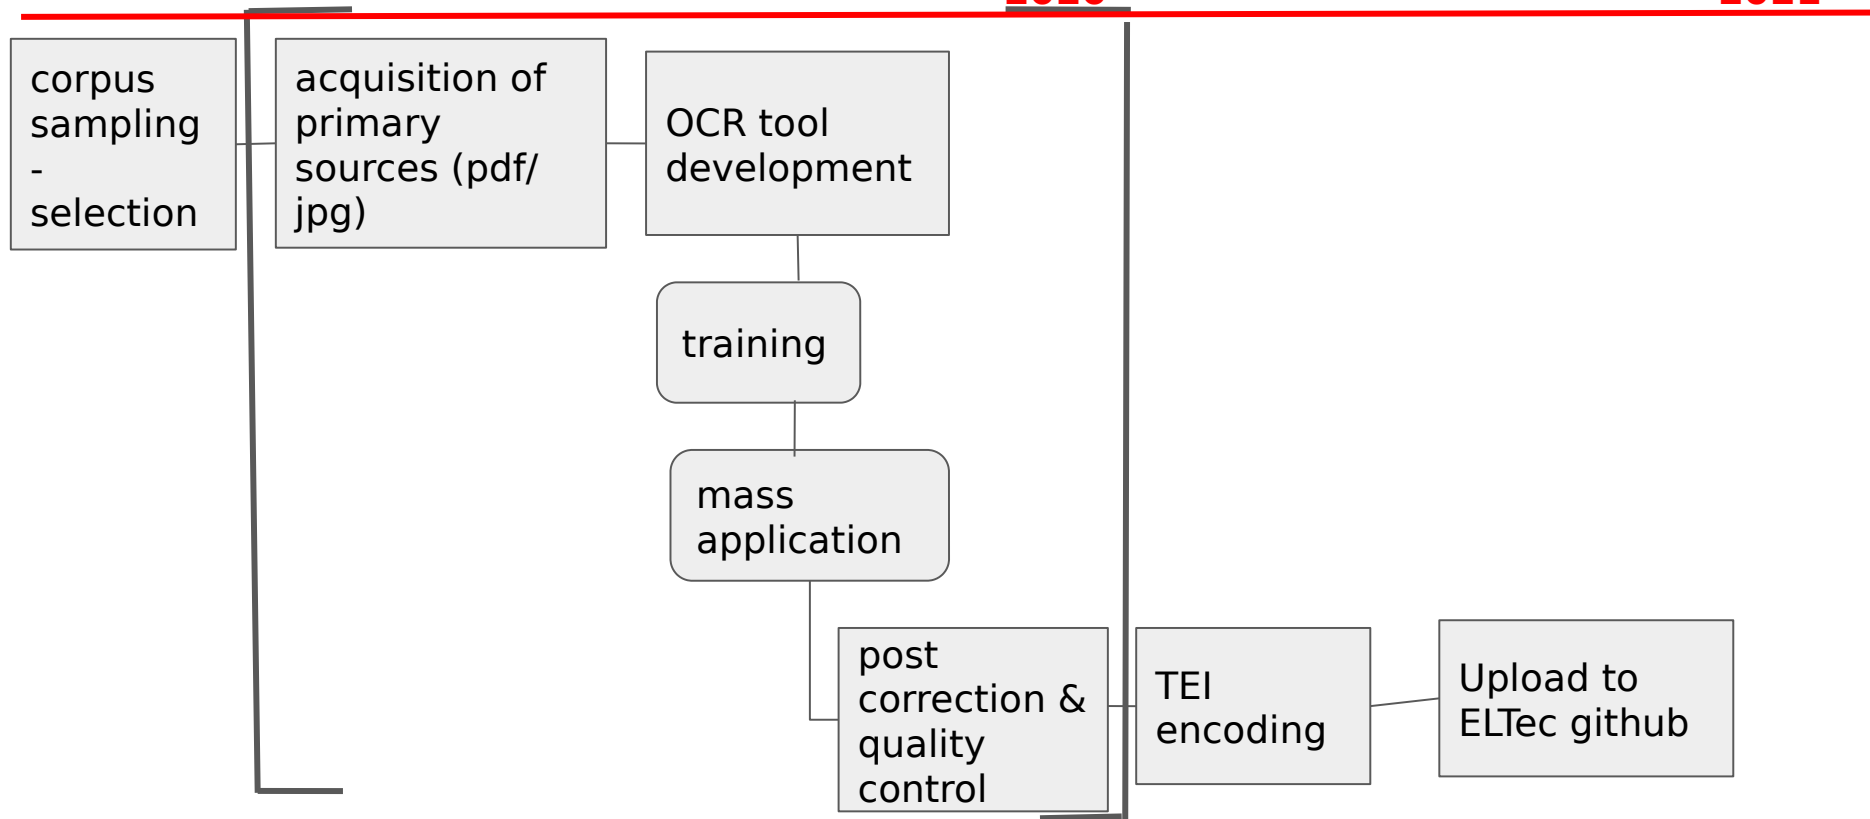 corpus
sampling
-
selection
acquisition of
primary
sources (pdf/
jpg)
OCR tool
development
training
mass
application
post
correction &
quality
control
TEI
encoding
Upload to
ELTec github